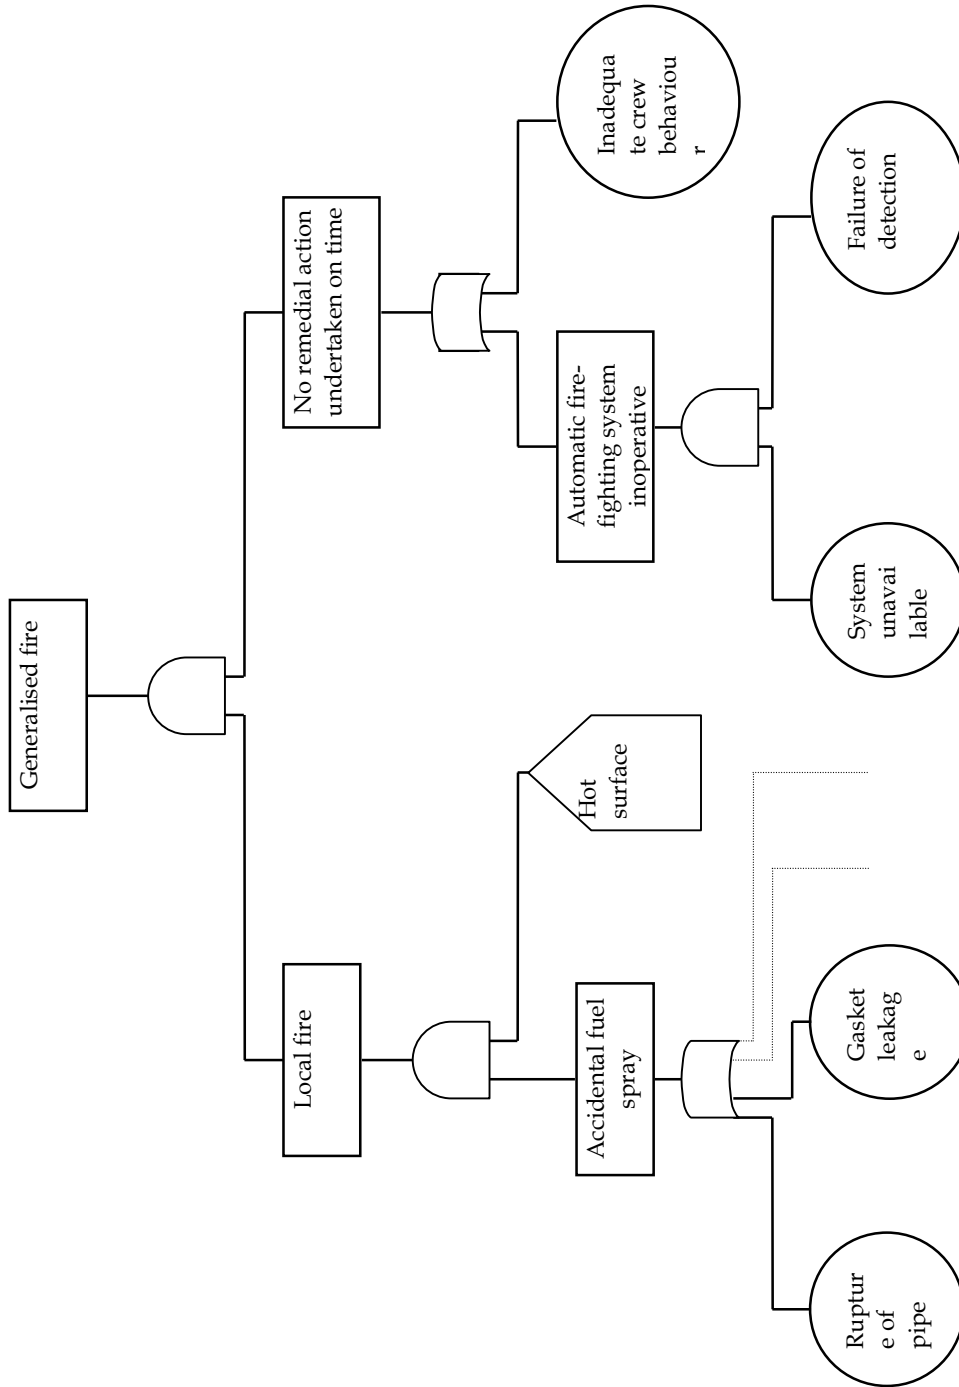 Generalised fire
Local fire
No remedial action
undertaken on time
Accidental fuel
spray
Hot
surface
Automatic fire-
fighting system
inoperative
Inadequa
te crew
behaviou
r
Ruptur
e of
pipe
Gasket
leakag
e
System
unavai
lable
Failure of
detection